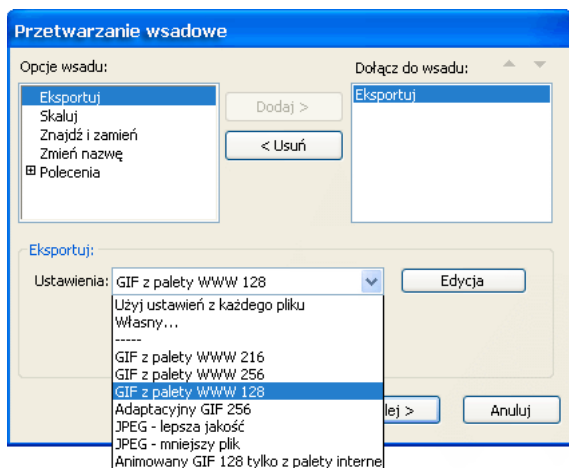 Przetwarzanie wsadowe
Opcje wsadu:
Dołącz do wsadu:
Eksportuj
Skaluj
Znajdź i zamień
Zmień nazwę
Polecenia
Dodaj >
< Usuń
Eksportuj
Eksportuj:
Ustawienia: GIF z palety WWW 128
Edycja
Użyj ustawień z każdego pliku
Własny...
-----
GIF z palety WWW 216
GIF z palety WWW 256
GIF z palety WWW 128
Adaptacyjny GIF 256
JPEG - lepsza jakość
JPEG - mniejszy plik
Animowany GIF 128 tylko z palety interne
lej >
Anuluj